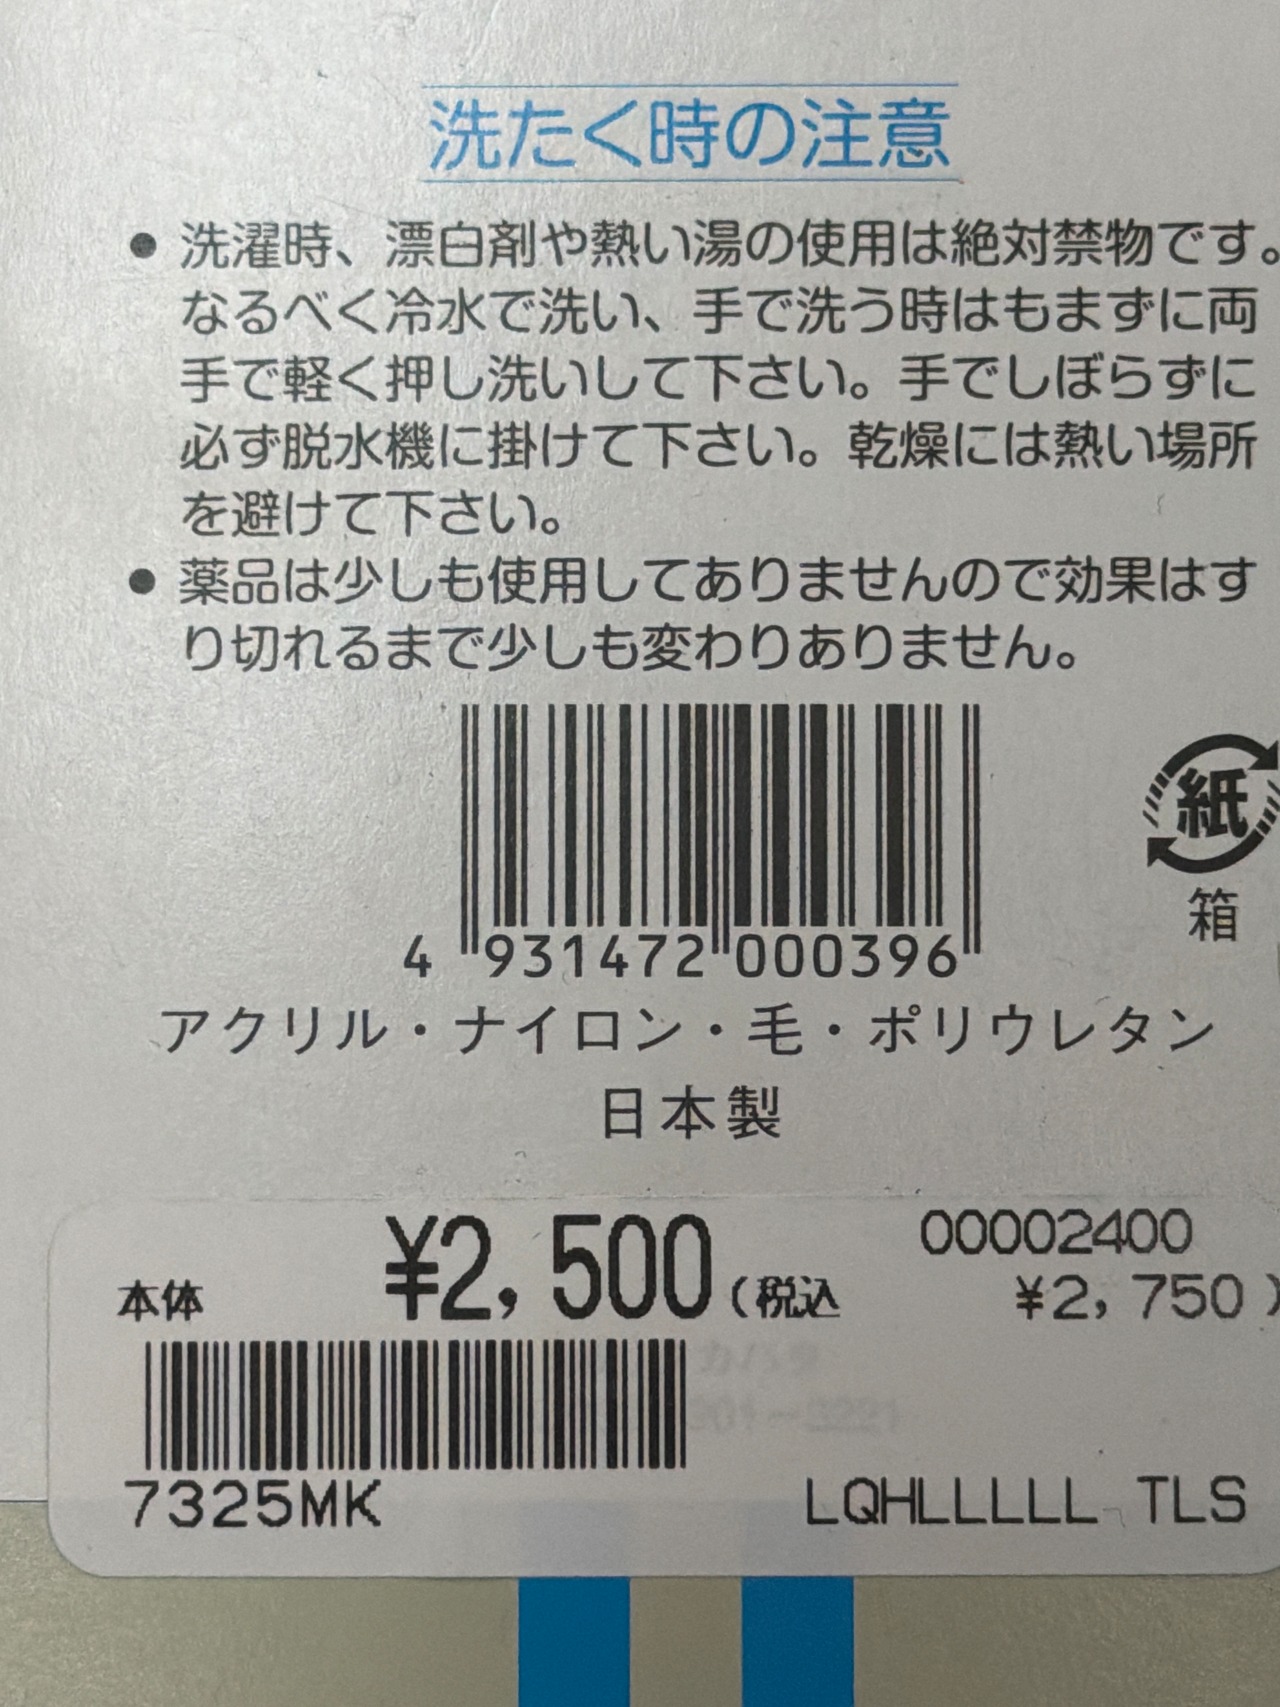 洗たく時の注意
● 洗濯時、漂白剤や熱い湯の使用は絶対禁物です。
なるべく冷水で洗い、手で洗う時はもまずに両
手で軽く押し洗いして下さい。手でしぼらずに
必ず脱水機に掛けて下さい。乾燥には熱い場所
を避けて下さい。
● 薬品は少しも使用してありませんので効果はす
り切れるまで少しも変わりありません。
紙
箱
4 931472 000396
アクリル・ナイロン・毛・ポリウレタン
日本製
00002400
本体 ¥2,500(税込 ¥2,750)
7325MK
LQHLLLLL TLS